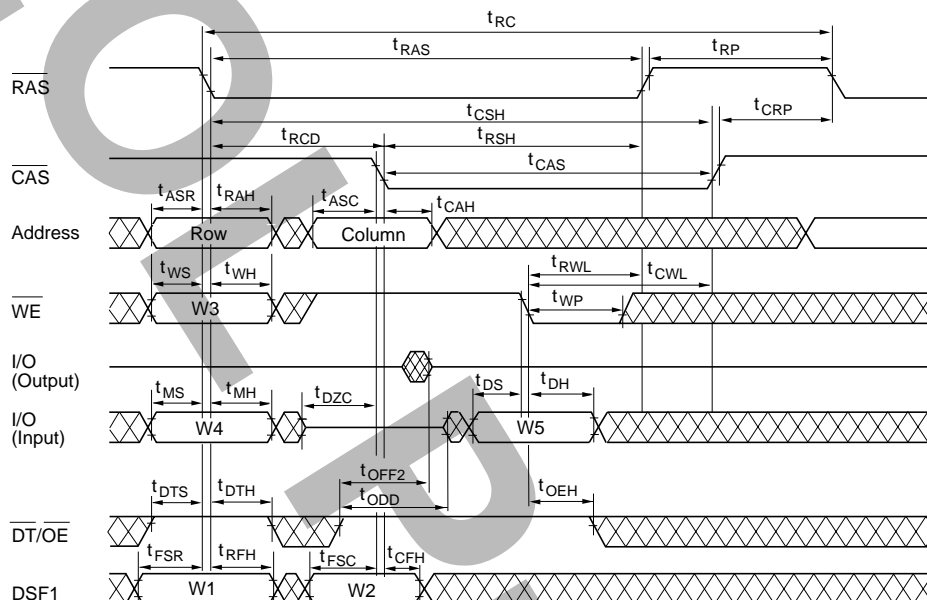 tRC
tRAS tRP
RAS
tCSH
tCRP
tRCD tRSH
tCAS
CAS
tASR tRAH tASC tCAH
Address Row Column
tRWL tCWL
tWS tWH tWP
WE W3
I/O
(Output)
tMS tMH tDZC tDS tDH
I/O
(Input) W4 W5
tOFF2
tDTS tDTH tODD tOEH
DT/OE
tFSR tRFH tFSC tCFH
DSF1 W1 W2